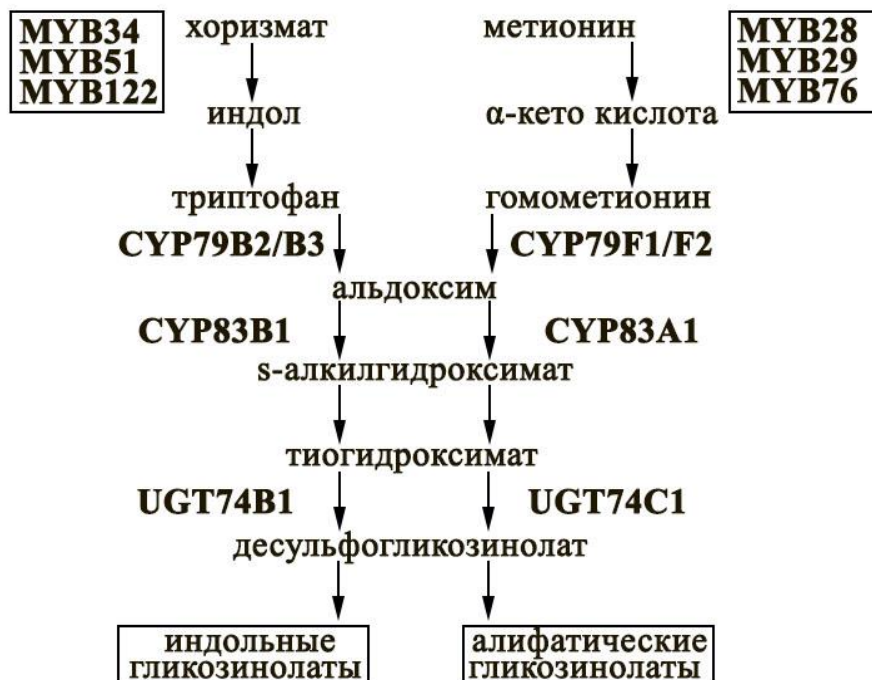 MYB34
MYB51
MYB122
хоризмат
метионин
MYB28
MYB29
MYB76
индол
α-кето кислота
триптофан
гомометионин
CYP79B2/B3
CYP79F1/F2
альдоксим
CYP83B1
CYP83A1
s-алкилгидроксимат
тиогидроксимат
UGT74B1
UGT74C1
десульфогликозинолат
индольные
гликозинолаты
алифатические
гликозинолаты